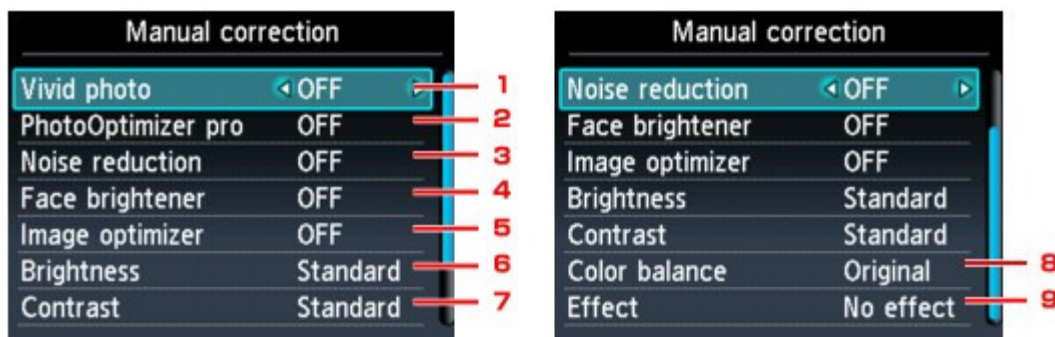 Manual correction
Vivid photo OFF 1
PhotoOptimizer pro OFF 2
Noise reduction OFF 3
Face brightener OFF 4
Image optimizer OFF 5
Brightness Standard 6
Contrast Standard 7
Manual correction
Noise reduction OFF
Face brightener OFF
Image optimizer OFF
Brightness Standard
Contrast Standard
Color balance Original 8
Effect No effect 9